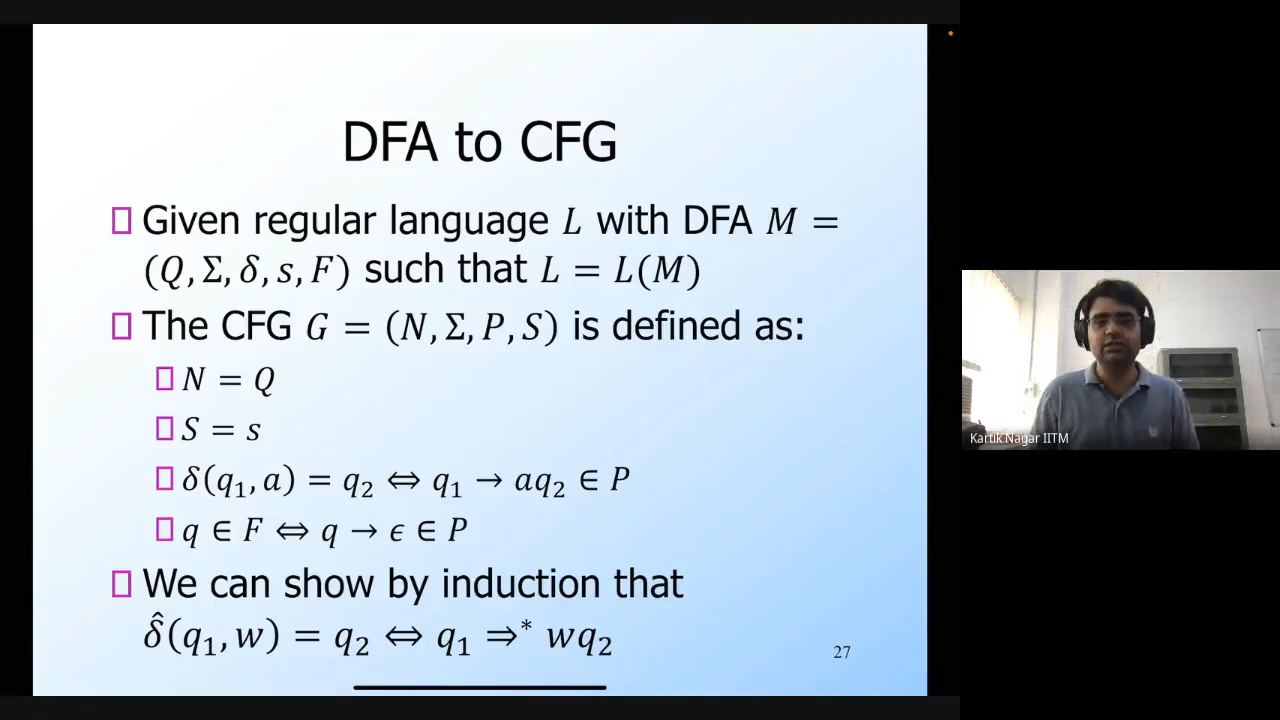 DFA to CFG
Given regular language 𝐿 with DFA 𝑀 =
(𝑄, Σ, 𝛿, 𝑠, 𝐹) such that 𝐿 = 𝐿(𝑀)
The CFG 𝐺 = (𝑁, Σ, 𝑃, 𝑆) is defined as:
𝑁 = 𝑄
𝑆 = 𝑠
𝛿(𝑞₁, 𝑎) = 𝑞₂ ⇔ 𝑞₁ → 𝑎𝑞₂ ∈ 𝑃
𝑞 ∈ 𝐹 ⇔ 𝑞 → 𝜖 ∈ 𝑃
We can show by induction that
𝛿̂(𝑞₁, 𝑤) = 𝑞₂ ⇔ 𝑞₁ ⇒* 𝑤𝑞₂
27
Kartik Nagar IITM